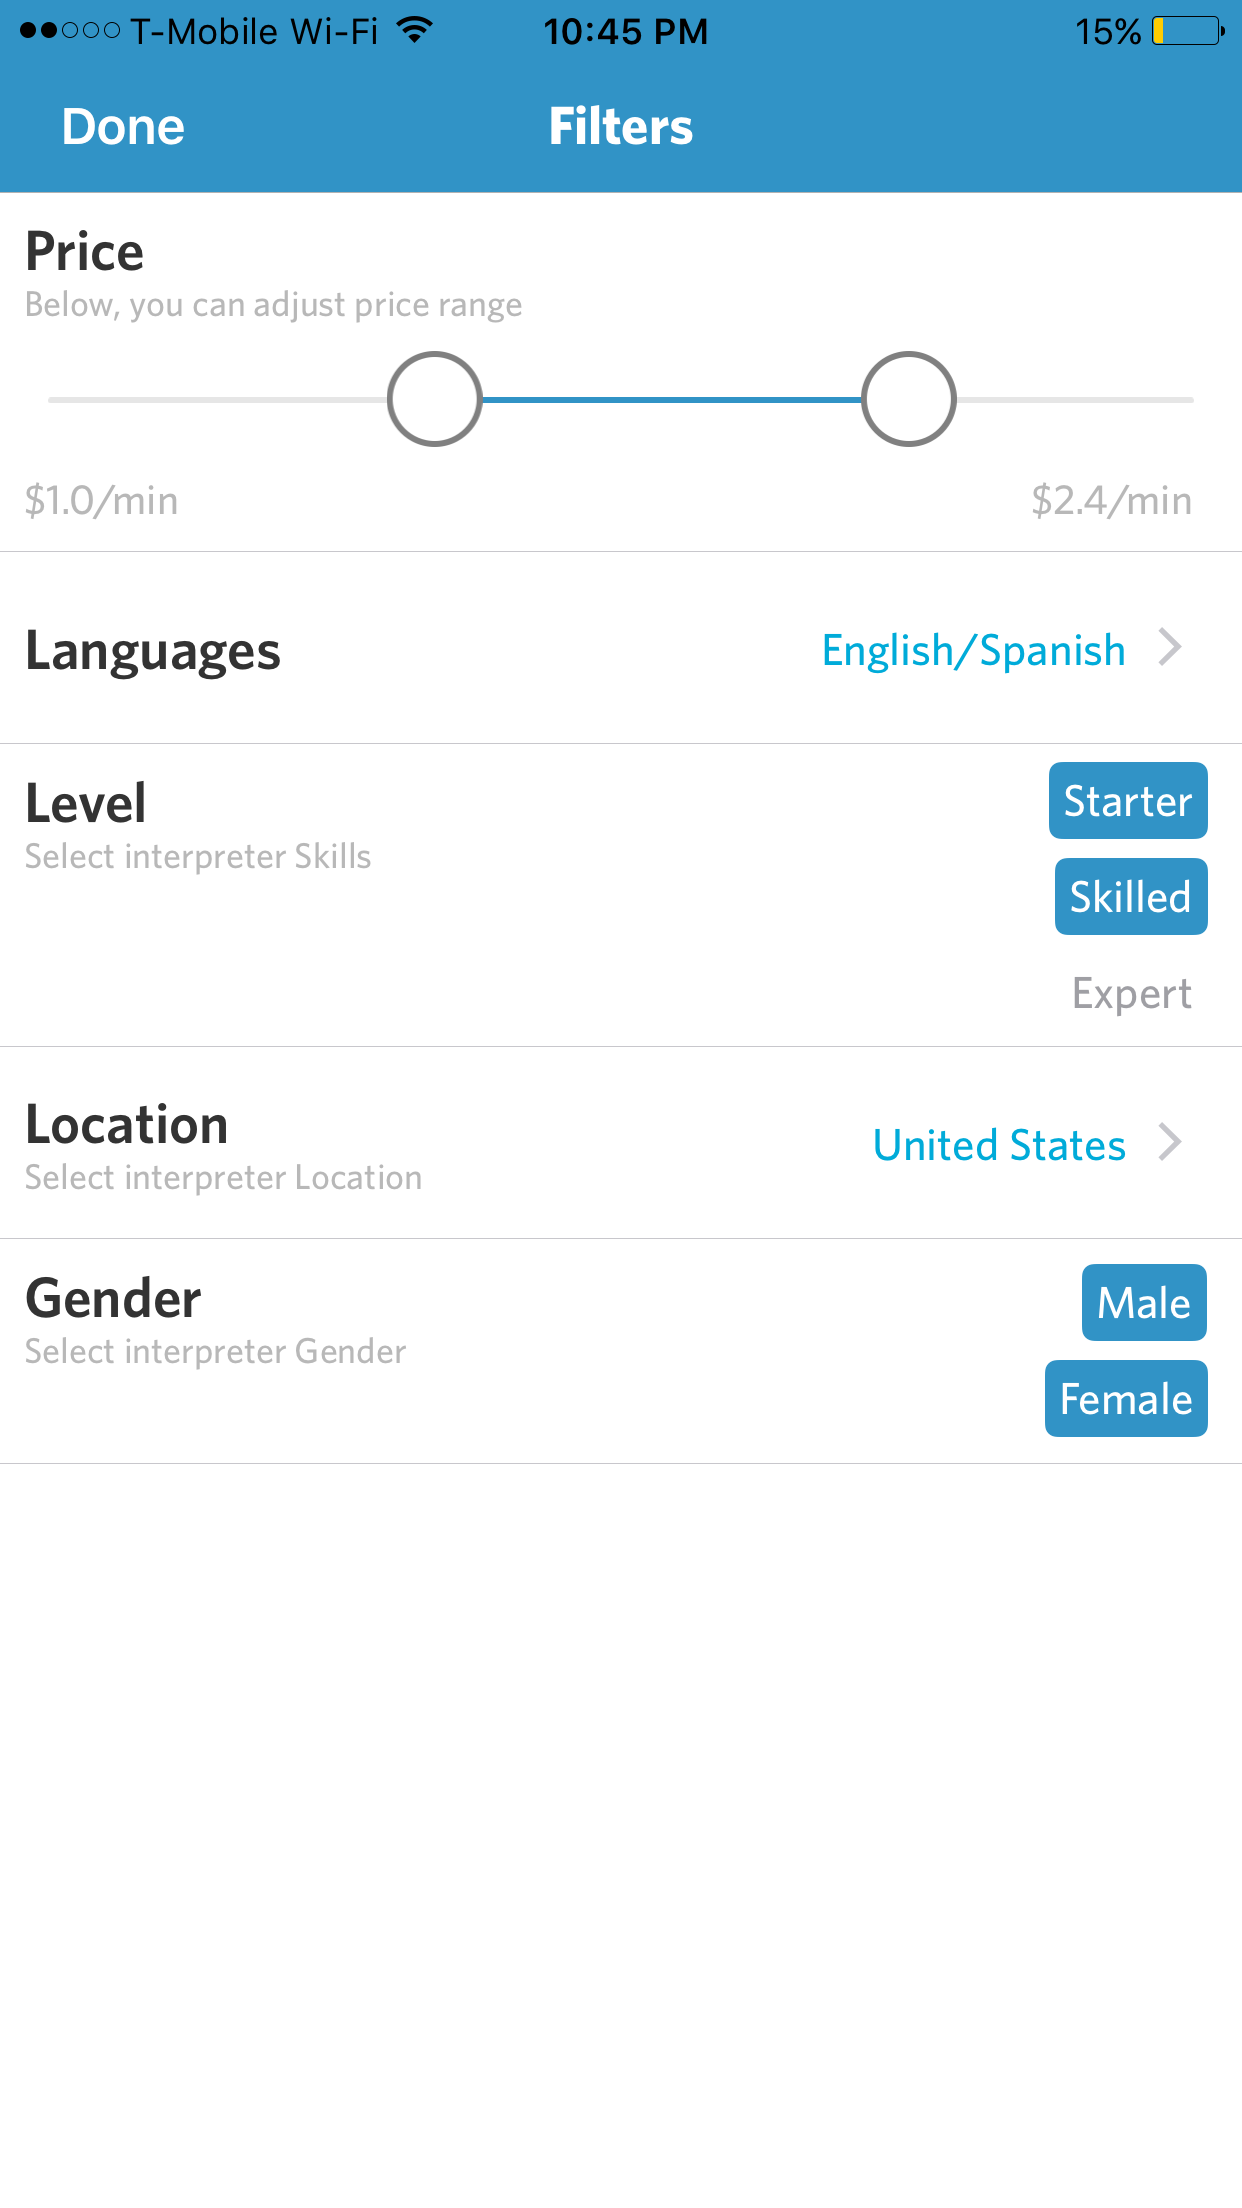 T-Mobile Wi-Fi 10:45 PM 15%
Done Filters
Price
Below, you can adjust price range
$1.0/min $2.4/min
Languages English/Spanish
Level Starter
Select interpreter Skills
Skilled
Expert
Location United States
Select interpreter Location
Gender Male
Select interpreter Gender
Female